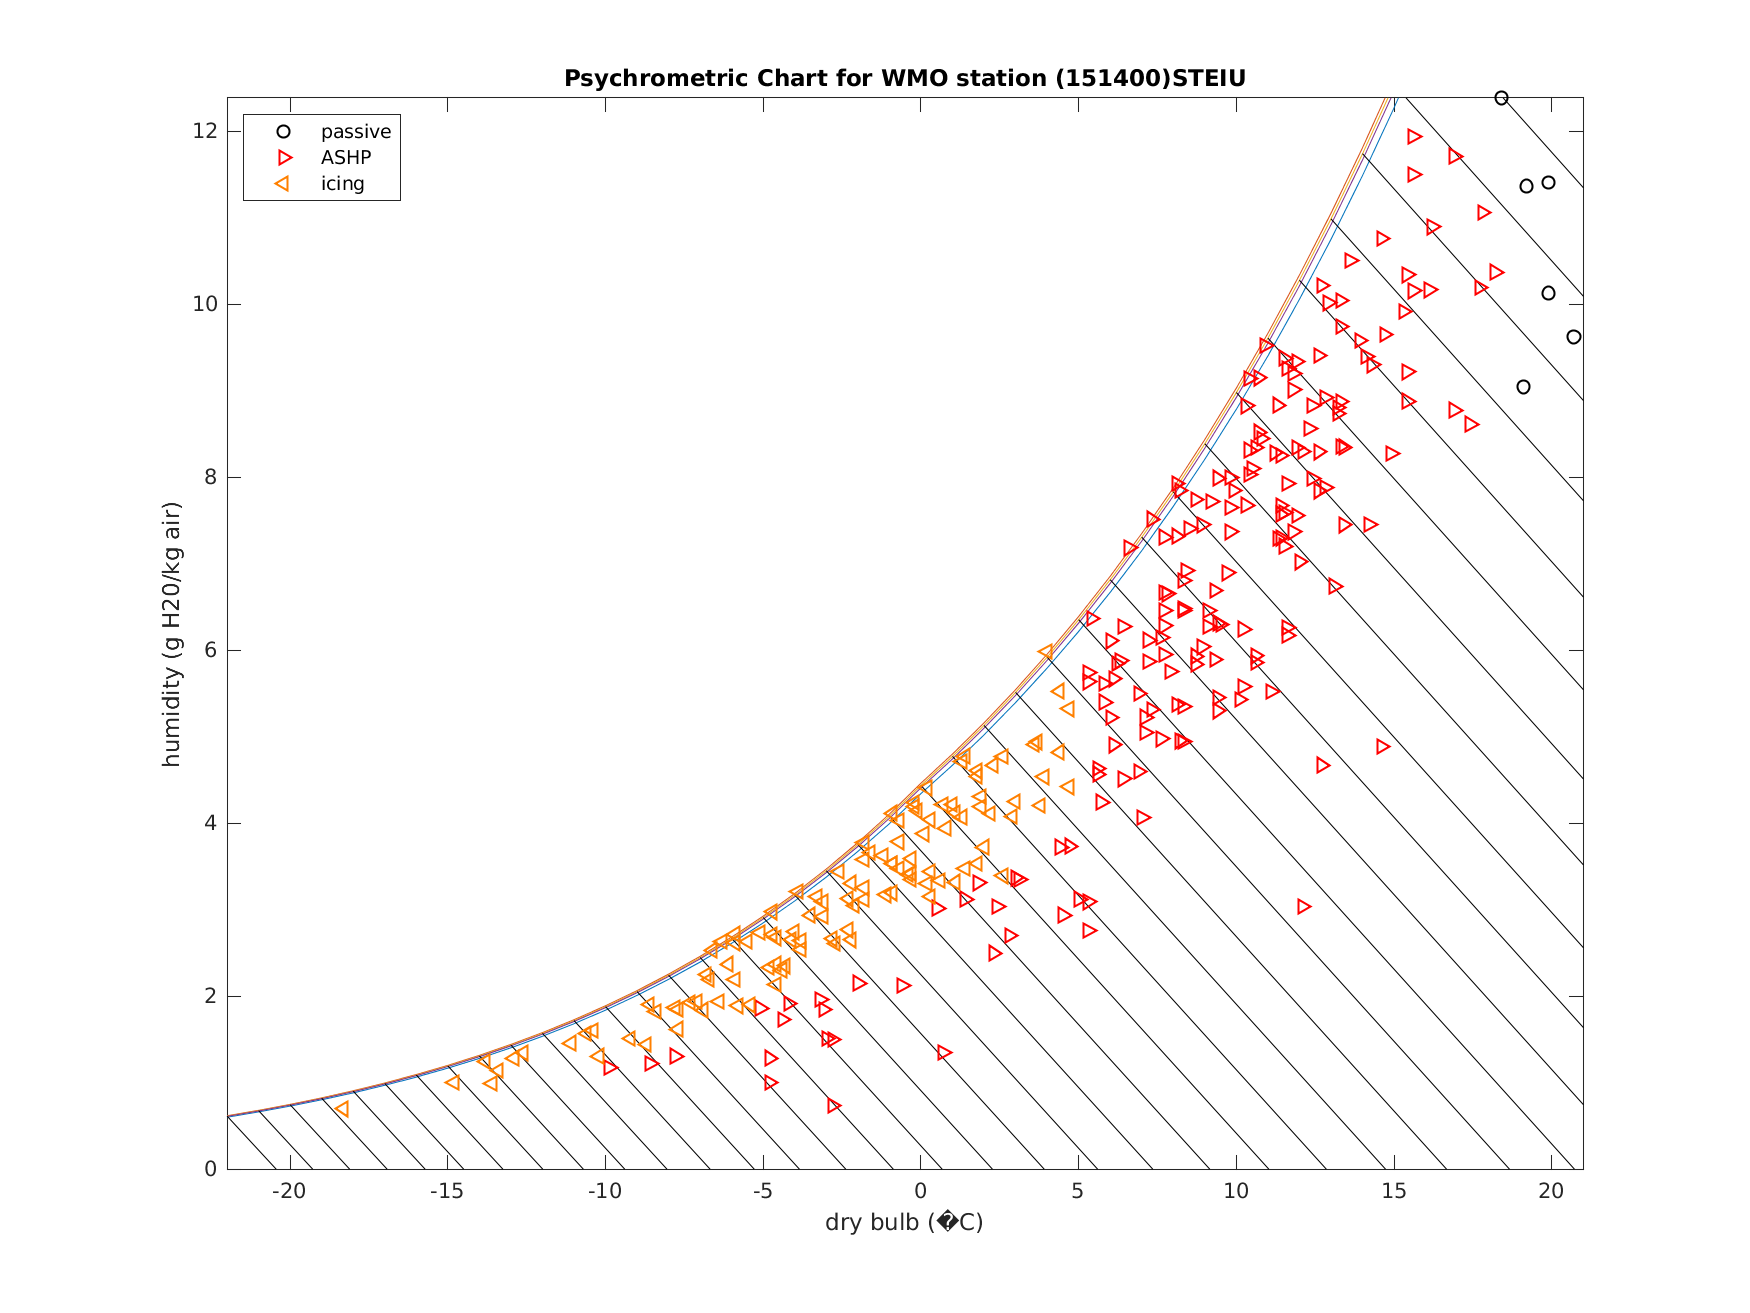 Psychrometric Chart for WMO station (151400)STEIU
passive
ASHP
icing
12
10
8
6
4
2
0
humidity (g H20/kg air)
-20 -15 -10 -5 0 5 10 15 20
dry bulb (�C)